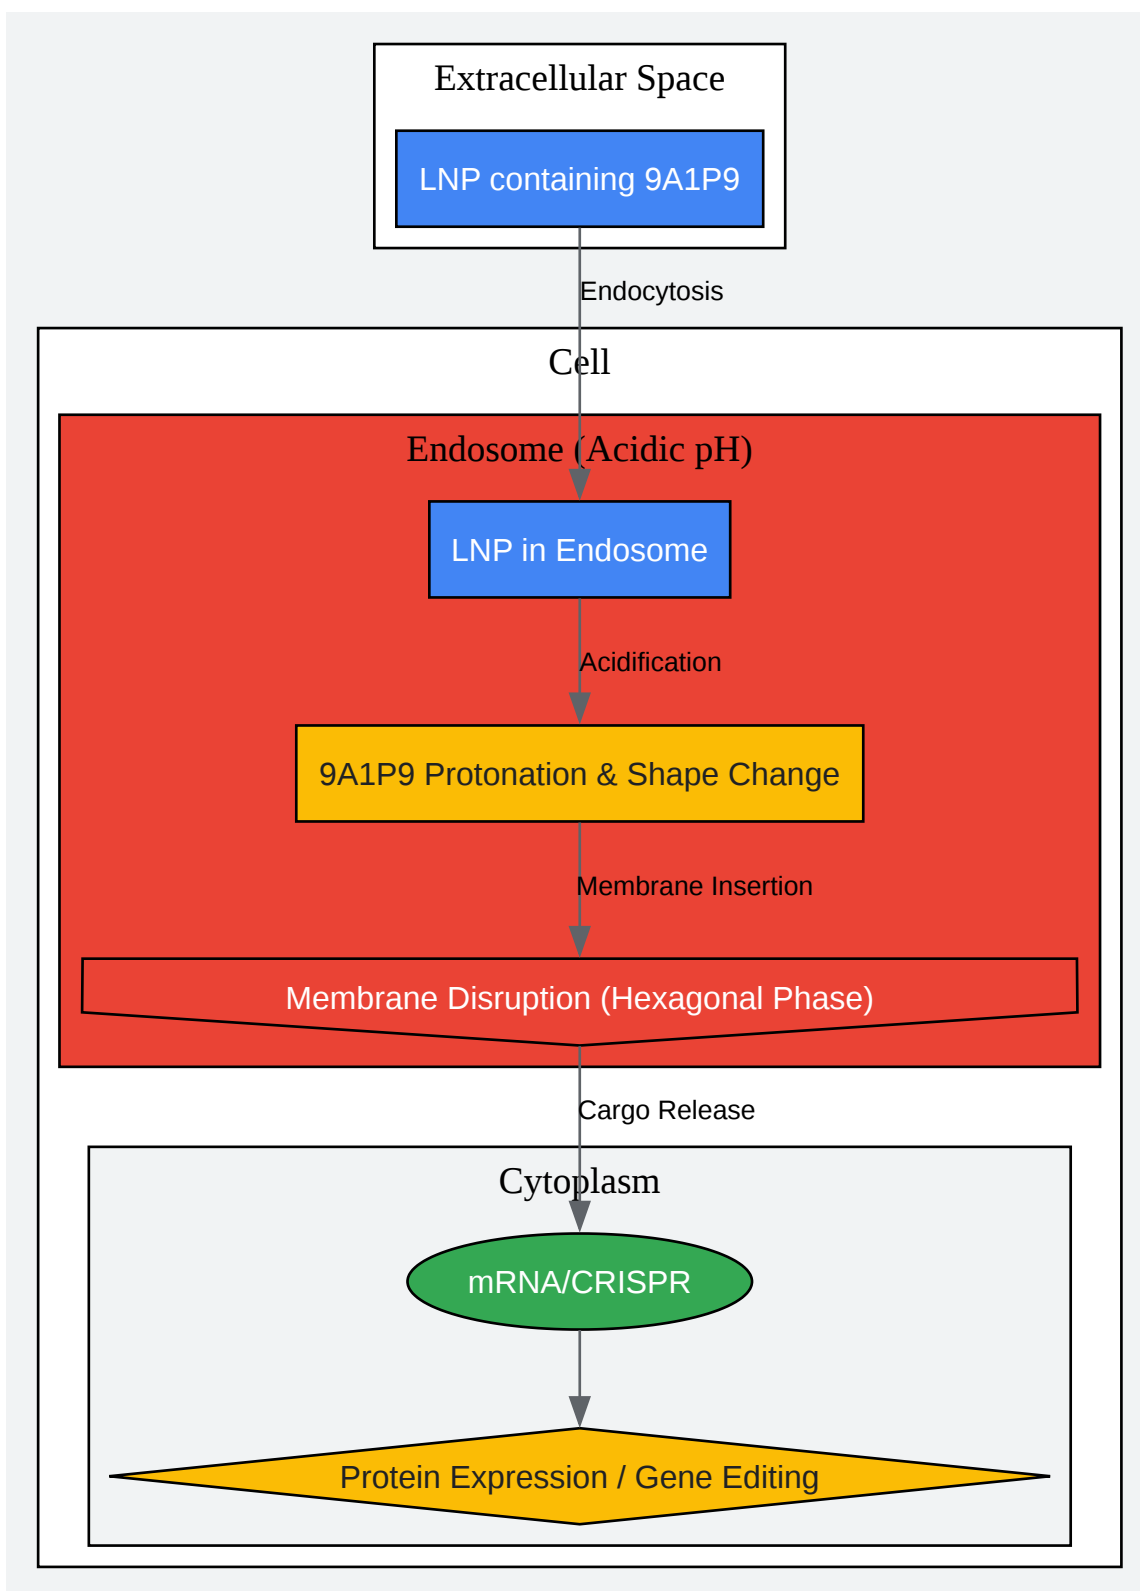 Extracellular Space
LNP containing 9A1P9
Endocytosis
Cell
Endosome (Acidic pH)
LNP in Endosome
Acidification
9A1P9 Protonation & Shape Change
Membrane Insertion
Membrane Disruption (Hexagonal Phase)
Cargo Release
Cytoplasm
mRNA/CRISPR
Protein Expression / Gene Editing